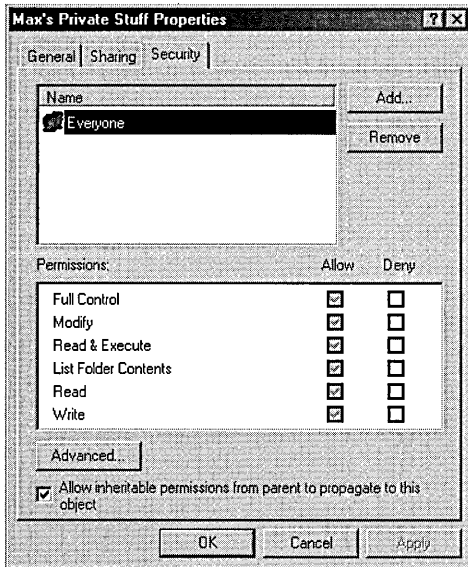 Max's Private Stuff Properties
General Sharing Security
Name
Add...
Everyone
Remove
Permissions: Allow Deny
Full Control
Modify
Read & Execute
List Folder Contents
Read
Write
Advanced...
Allow inheritable permissions from parent to propagate to this
object
OK Cancel Apply